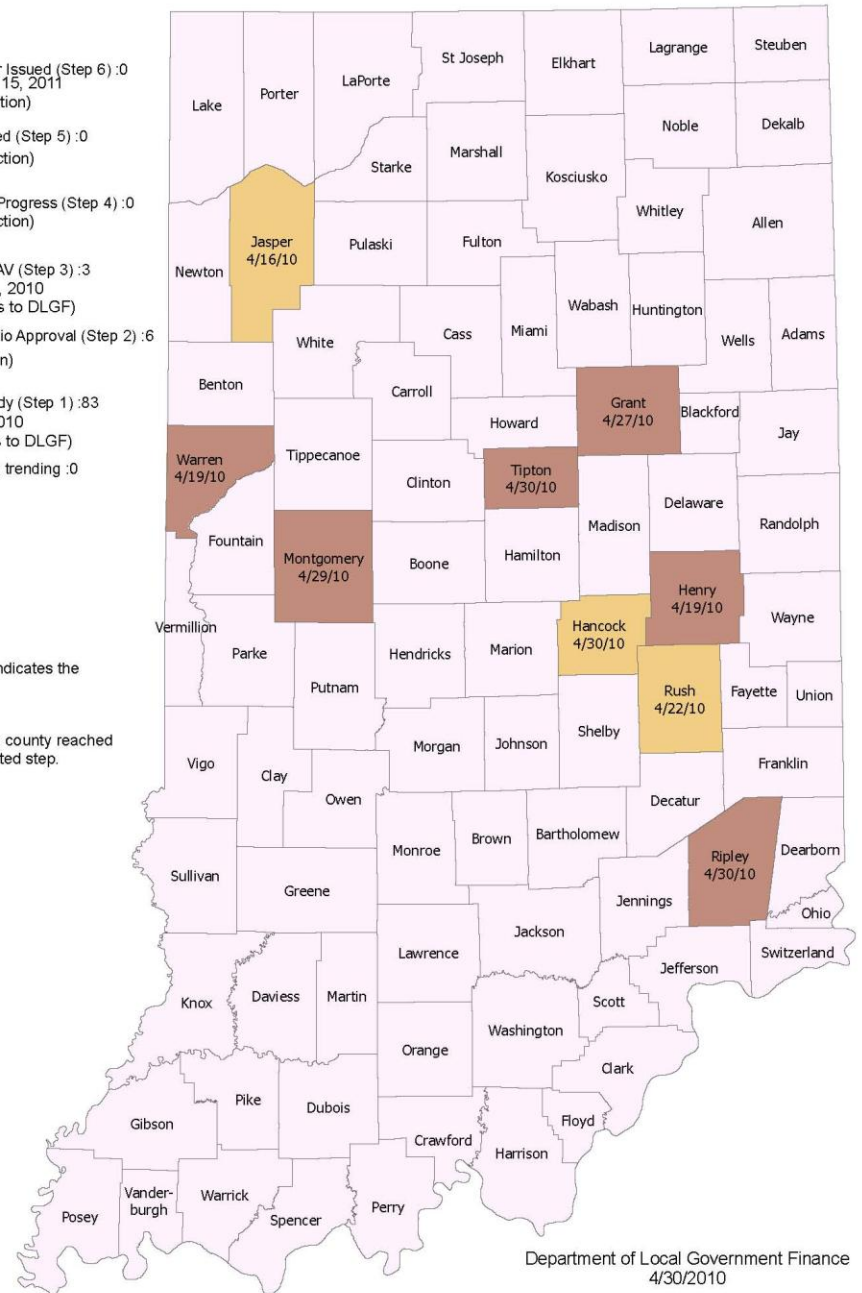 r Issued (Step 6) :0
15, 2011
tion)
ed (Step 5) :0
ction)
Progress (Step 4) :0
ction)
AV (Step 3) :3
, 2010
s to DLGF)
io Approval (Step 2) :6
n)
dy (Step 1) :83
010
s to DLGF)
trending :0
ndicates the
county reached
ted step.
St Joseph
Elkhart
Lagrange
Steuben
Lake
Porter
LaPorte
Noble
Dekalb
Starke
Marshall
Kosciusko
Whitley
Allen
Newton
Jasper
4/16/10
Pulaski
Fulton
Wabash
Huntington
White
Cass
Miami
Wells
Adams
Benton
Carroll
Grant
4/27/10
Blackford
Howard
Jay
Warren
4/19/10
Tippecanoe
Clinton
Tipton
4/30/10
Delaware
Madison
Randolph
Fountain
Montgomery
4/29/10
Boone
Hamilton
Henry
4/19/10
Vermillion
Parke
Hendricks
Marion
Hancock
4/30/10
Wayne
Putnam
Rush
4/22/10
Fayette
Union
Vigo
Clay
Morgan
Johnson
Shelby
Franklin
Owen
Decatur
Monroe
Brown
Bartholomew
Sullivan
Greene
Ripley
4/30/10
Dearborn
Jennings
Ohio
Lawrence
Jackson
Switzerland
Jefferson
Knox
Daviess
Martin
Scott
Washington
Orange
Clark
Pike
Dubois
Gibson
Floyd
Crawford
Harrison
Posey
Vander-
burgh
Warrick
Spencer
Perry
Department of Local Government Finance
4/30/2010